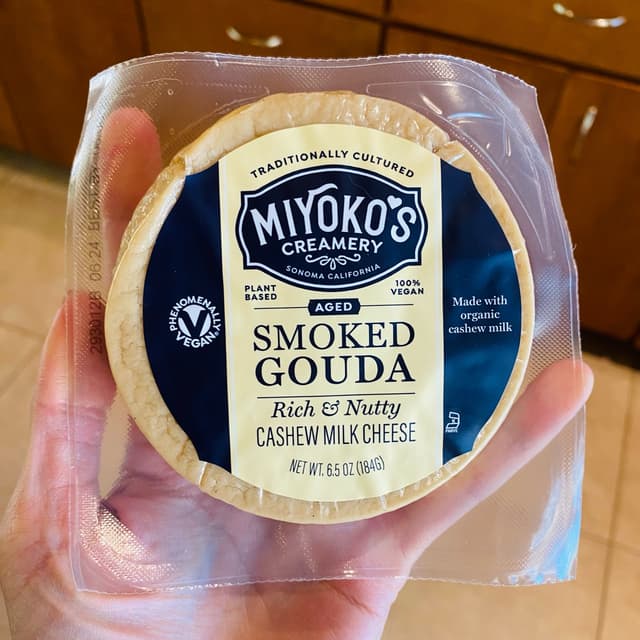 TRADITIONALLY CULTURED
MIYOKO'S
CREAMERY
SONOMA CALIFORNIA
PLANT
BASED
100%
VEGAN
AGED
SMOKED
GOUDA
Rich & Nutty
CASHEW MILK CHEESE
NET WT. 6.5 OZ (184G)
PHENOMENALLY
VEGAN
Made with
organic
cashew milk